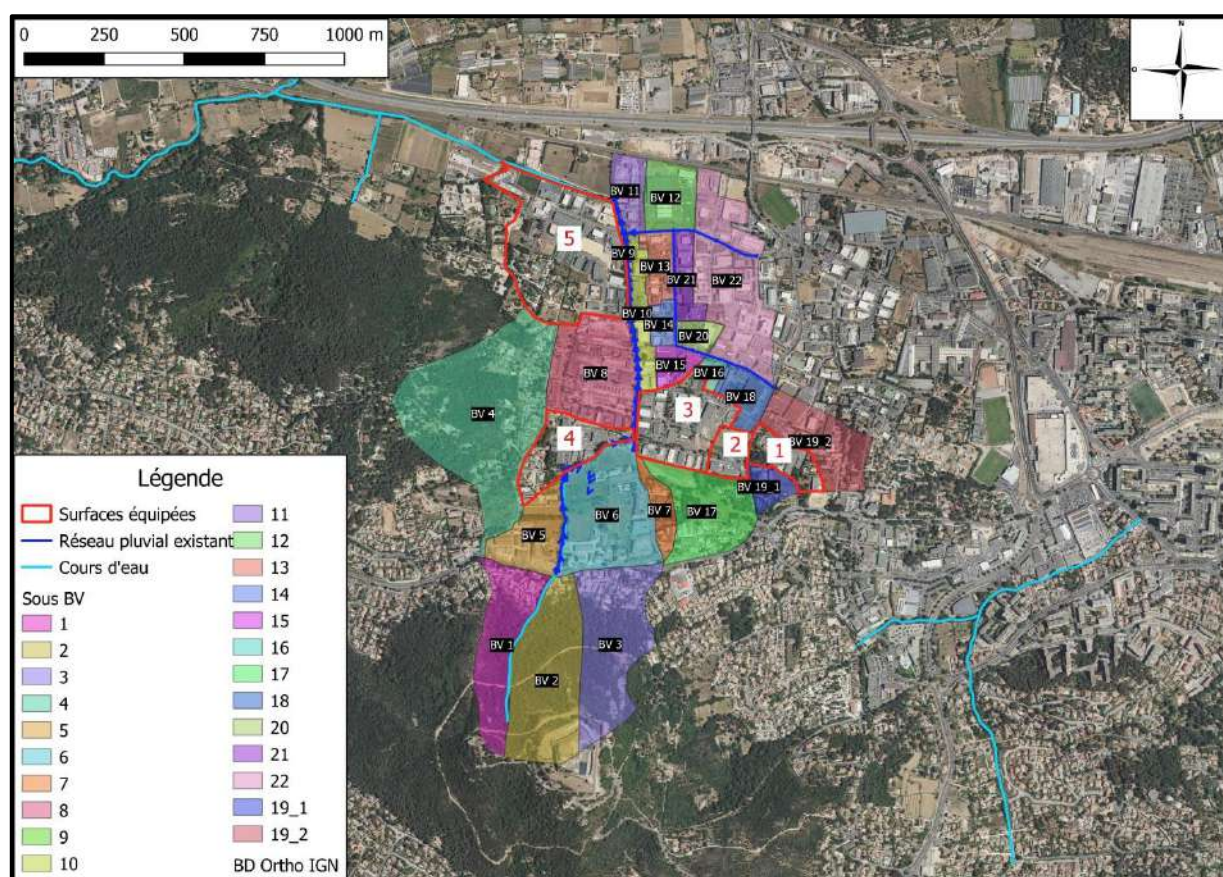 0 250 500 750 1000 m
N
O E
S
BV 11
BV 12
5
BV 9
BV 13
BV 21
BV 22
BV 10
BV 14
BV 20
BV 15
BV 8
BV 16
BV 18
BV 4
3
4
2
1
BV 19_2
BV 19_1
BV 7
BV 17
BV 6
BV 5
BV 1
BV 3
BV 2
Légende
Surfaces équipées
Réseau pluvial existant
Cours d'eau
Sous BV
1
2
3
4
5
6
7
8
9
10
11
12
13
14
15
16
17
18
20
21
22
19_1
19_2
BD Ortho IGN